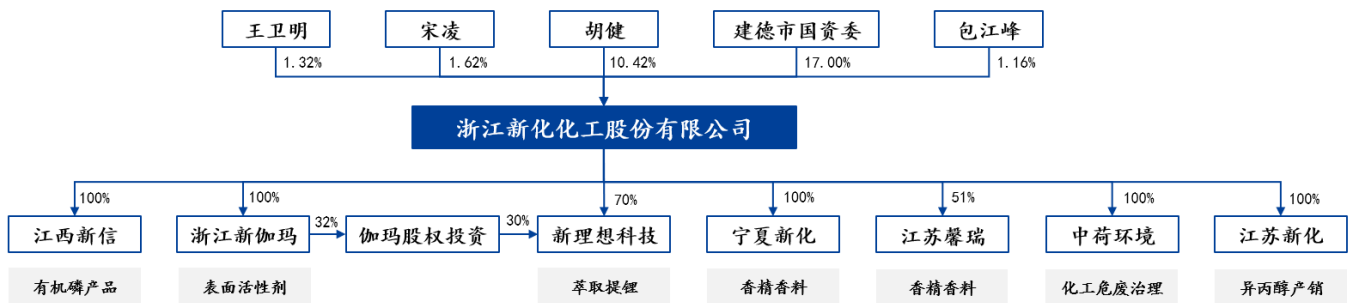 王卫明
宋凌
胡健
建德市国资委
包江峰
1.32%
1.62%
10.42%
17.00%
1.16%
浙江新化化工股份有限公司
100%
100%
70%
100%
51%
100%
100%
江西新信
浙江新伽玛
32%
伽玛股权投资
30%
新理想科技
宁夏新化
江苏馨瑞
中荷环境
江苏新化
有机磷产品
表面活性剂
萃取提锂
香精香料
香精香料
化工危废治理
异丙醇产销